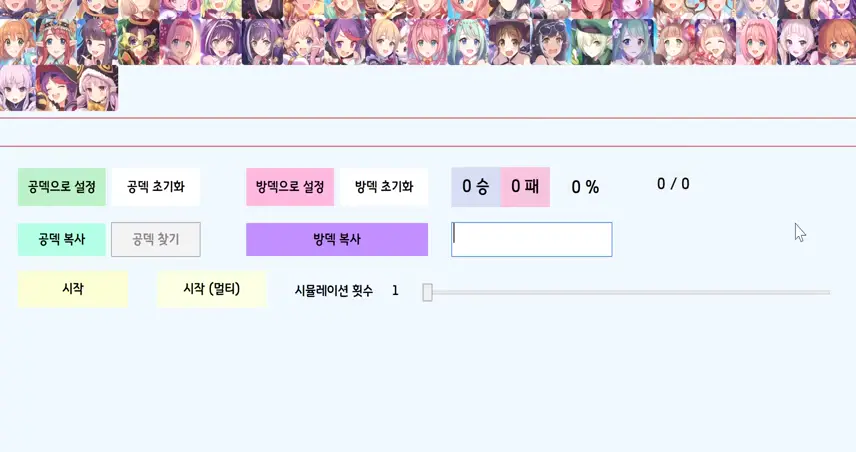 공덱으로 설정 공덱 초기화 방덱으로 설정 방덱 초기화 0 승 0 패 0 % 0 / 0
공덱 복사 공덱 찾기 방덱 복사
시작 시작 (멀티) 시뮬레이션 횟수 1